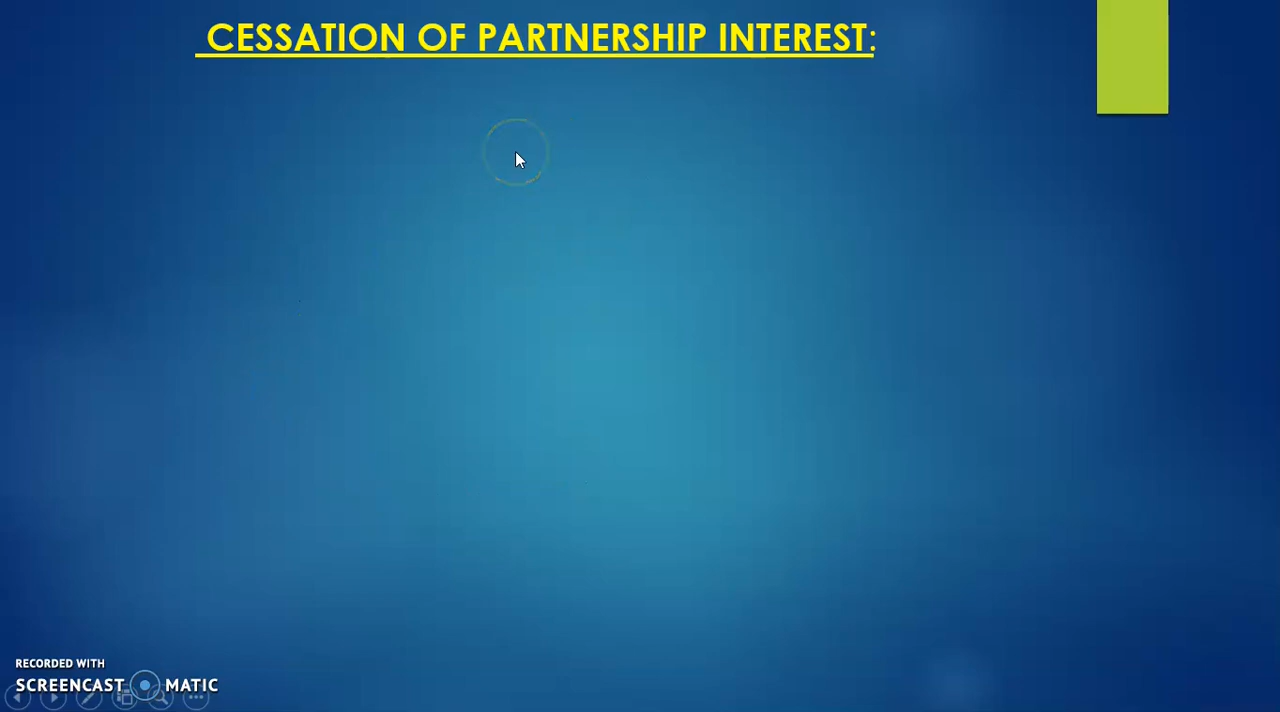 CESSATION OF PARTNERSHIP INTEREST:
RECORDED WITH
SCREENCAST MATIC